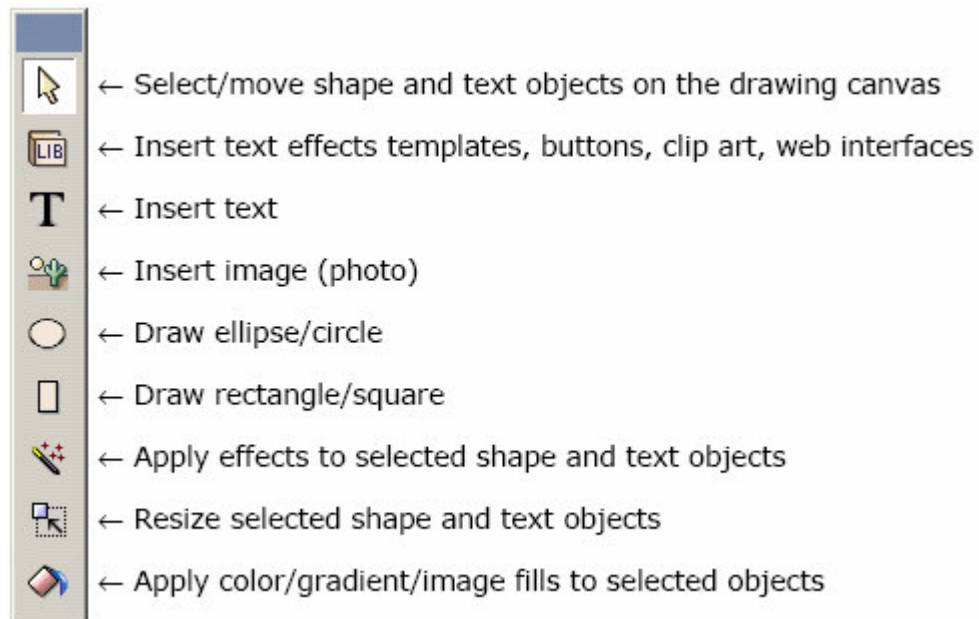 ← Select/move shape and text objects on the drawing canvas
LIB ← Insert text effects templates, buttons, clip art, web interfaces
T ← Insert text
← Insert image (photo)
← Draw ellipse/circle
← Draw rectangle/square
← Apply effects to selected shape and text objects
← Resize selected shape and text objects
← Apply color/gradient/image fills to selected objects